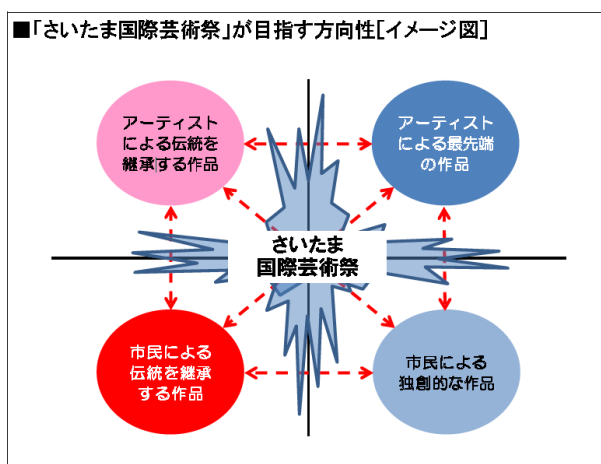 ■「さいたま国際芸術祭」が目指す方向性[イメージ図]
アーティスト
による伝統を
継承する作品
アーティスト
による最先端
の作品
さいたま
国際芸術祭
市民による
伝統を継承
する作品
市民による
独創的な作品